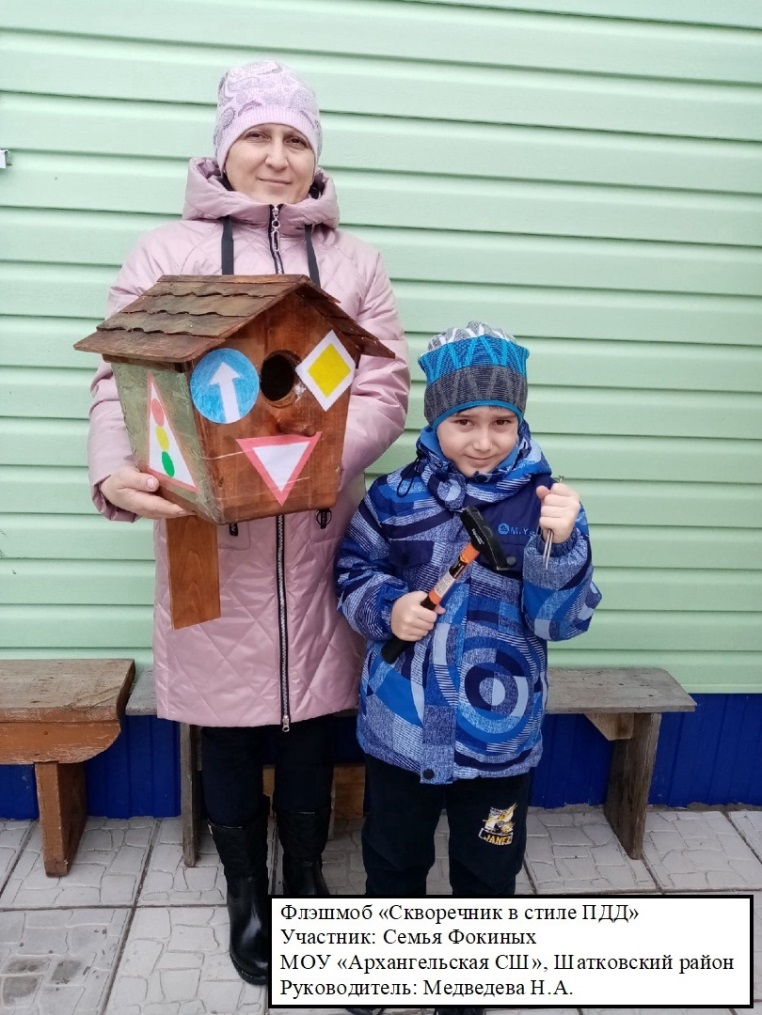 Флэшмоб «Скворечник в стиле ПДД»
Участник: Семья Фокиных
МОУ «Архангельская СШ», Шатковский район
Руководитель: Медведева Н.А.